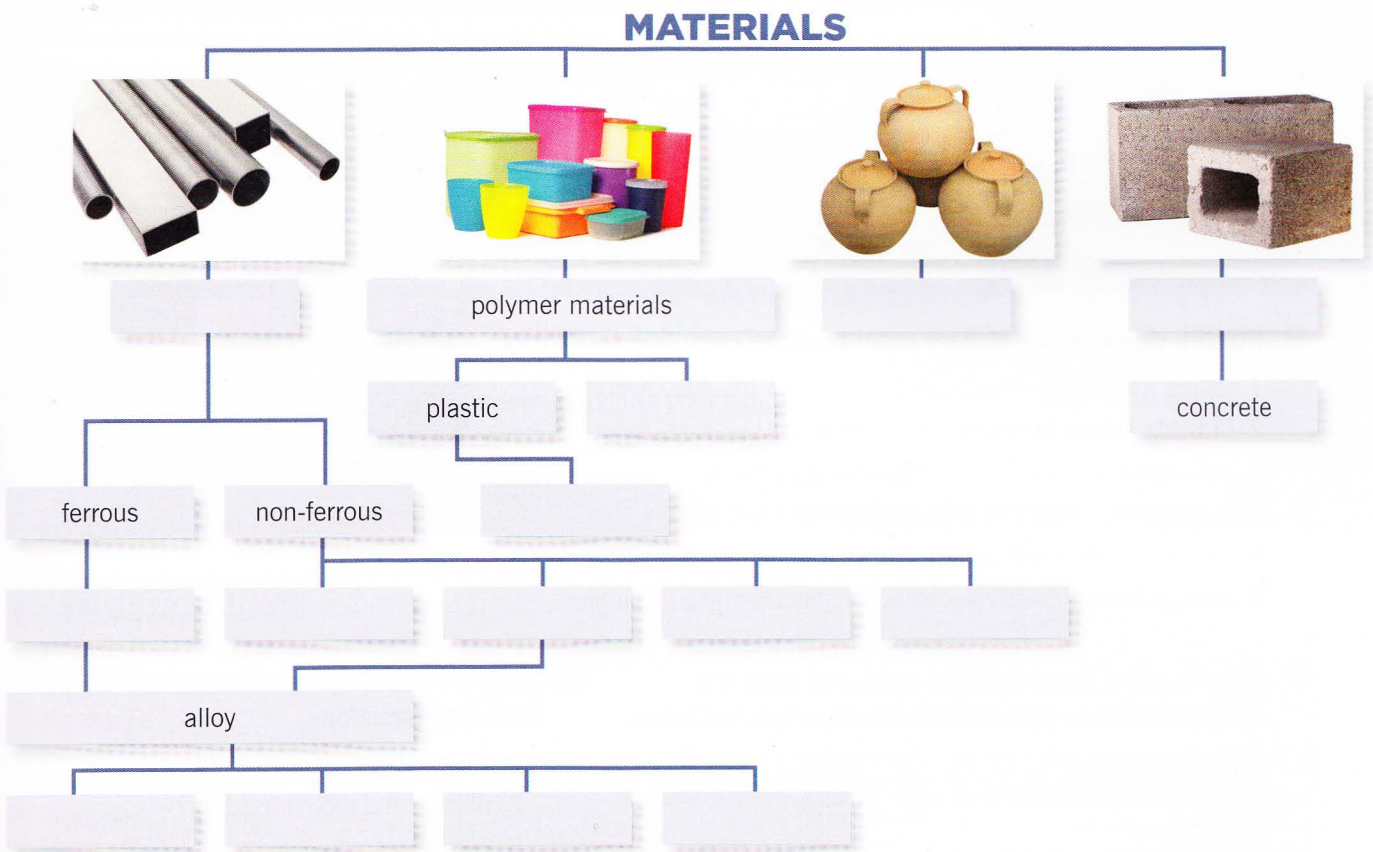 MATERIALS
polymer materials
plastic
concrete
ferrous
non-ferrous
alloy